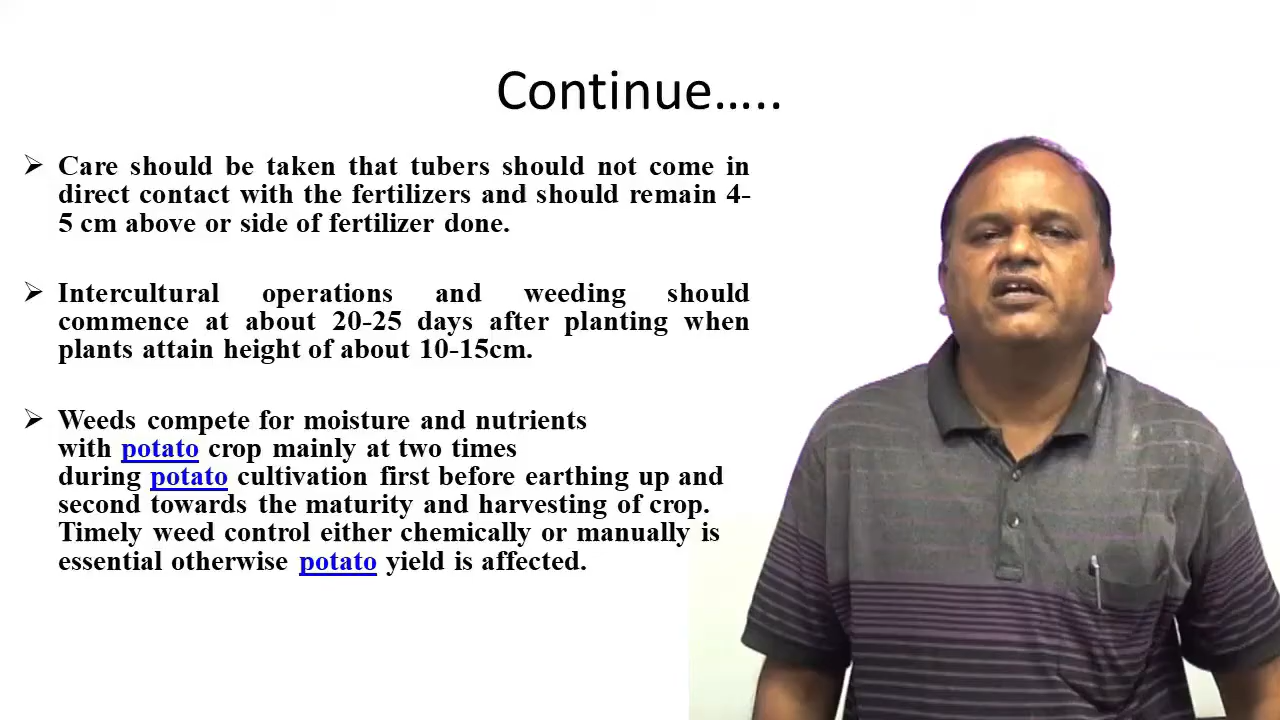 Continue.....
Care should be taken that tubers should not come in
direct contact with the fertilizers and should remain 4-
5 cm above or side of fertilizer done.
Intercultural operations and weeding should
commence at about 20-25 days after planting when
plants attain height of about 10-15cm.
Weeds compete for moisture and nutrients
with potato crop mainly at two times
during potato cultivation first before earthing up and
second towards the maturity and harvesting of crop.
Timely weed control either chemically or manually is
essential otherwise potato yield is affected.